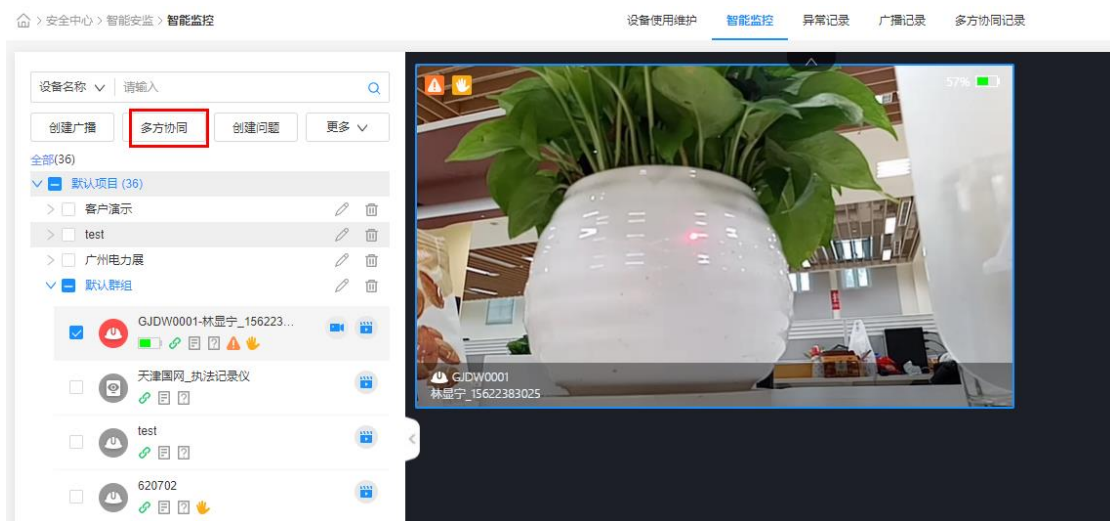 安全中心 > 智能安监 > 智能监控
设备使用维护 智能监控 异常记录 广播记录 多方协同记录
设备名称 请输入
创建广播 多方协同 创建问题 更多
全部(36)
默认项目 (36)
客户演示
test
广州电力展
默认群组
GJDW0001-林显宁_156223...
天津国网_执法记录仪
test
620702
57%
GJDW0001
林显宁_15622383025